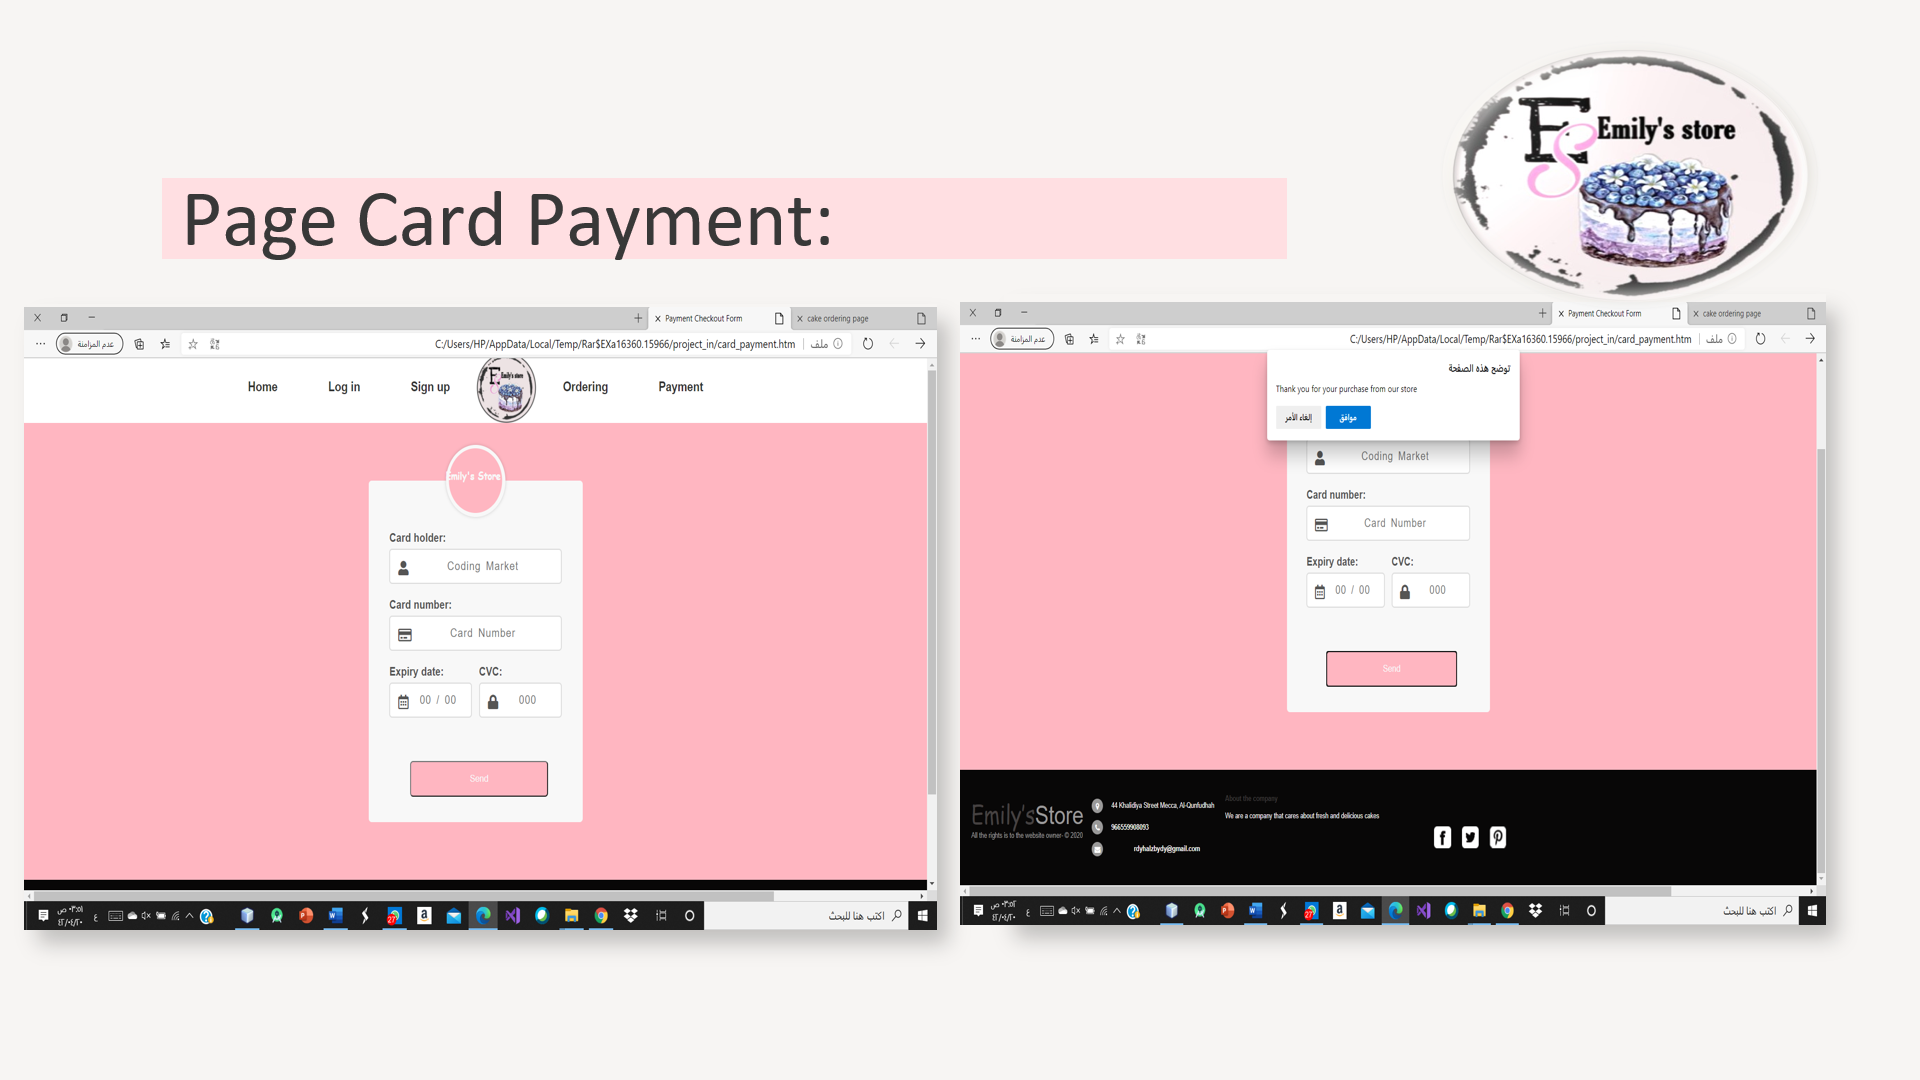 E
S
Emily's store
Page Card Payment:
Payment Checkout Form
cake ordering page
عدم المزامنة
C:/Users/HP/AppData/Local/Temp/Rar$EXa16360.15966/project_in/card_payment.htm
ملف
Home
Log in
Sign up
Emily's store
Ordering
Payment
Emily's Store
Card holder:
Coding Market
Card number:
Card Number
Expiry date:
CVC:
00 / 00
000
Send
اكتب هنا للبحث
Payment Checkout Form
cake ordering page
عدم المزامنة
C:/Users/HP/AppData/Local/Temp/Rar$EXa16360.15966/project_in/card_payment.htm
ملف
توضح هذه الصفحة
Thank you for your purchase from our store
إلغاء الأمر
موافق
Coding Market
Card number:
Card Number
Expiry date:
CVC:
00 / 00
000
Send
Emily'sStore
All the rights is to the website owner- © 2020
44 Khalidiya Street Mecca, Al-Qunfudhah
966559908093
rdyhalzbydy@gmail.com
About the company
We are a company that cares about fresh and delicious cakes
اكتب هنا للبحث